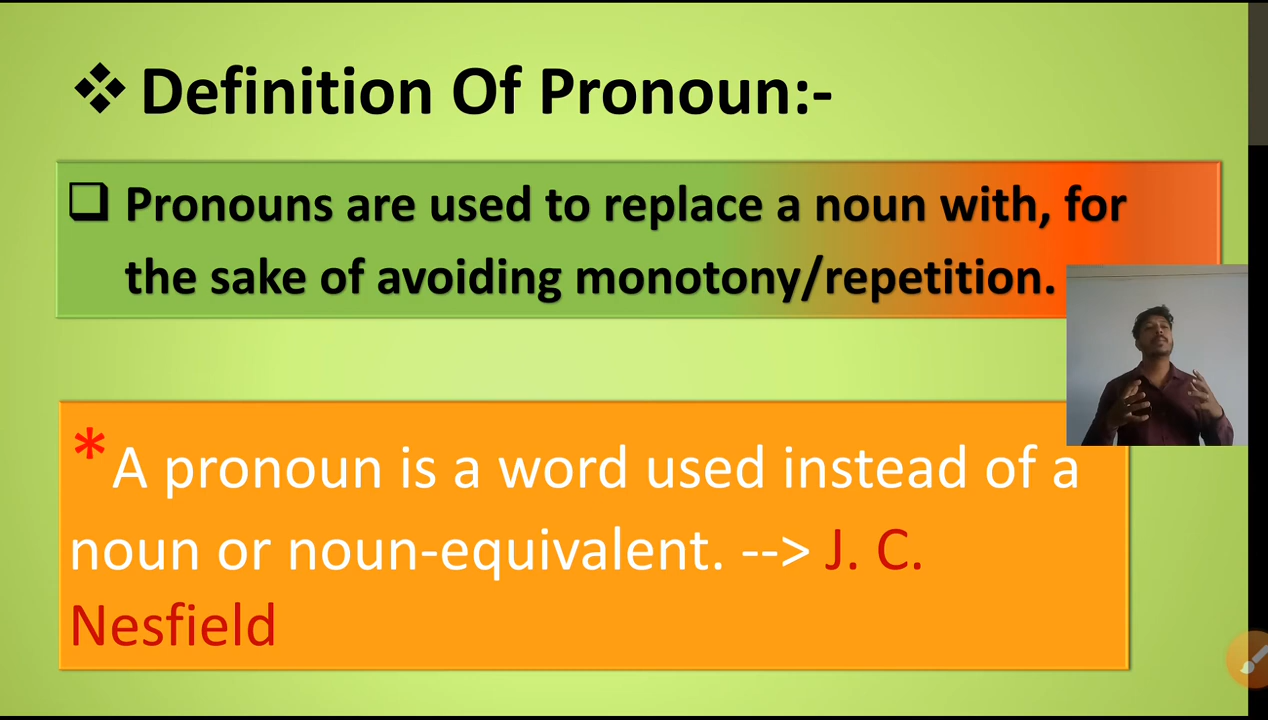 ❖ Definition Of Pronoun:-
❑ Pronouns are used to replace a noun with, for
the sake of avoiding monotony/repetition.
*A pronoun is a word used instead of a
noun or noun-equivalent. --> J. C.
Nesfield